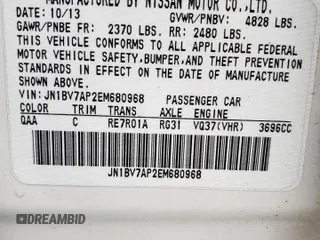 MANUFACTURED BY NISSAN MOTOR CO.,LTD.
DATE: 10/13 GVWR/PNBV: 4828 LBS.
GAWR/PNBE FR: 2370 LBS. RR: 2480 LBS.
THIS VEHICLE CONFORMS TO ALL APPLICABLE FEDERAL
MOTOR VEHICLE SAFETY,BUMPER,AND THEFT PREVENTION
STANDARDS IN EFFECT ON THE DATE OF MANUFACTURE
SHOWN ABOVE.
VIN: JN1BV7AP2EM680968 PASSENGER CAR
COLOR TRIM TRANS AXLE ENGINE
QAA C RE7R01A RG31 VQ37(VHR) 3696CC
JN1BV7AP2EM680968
DREAMBID